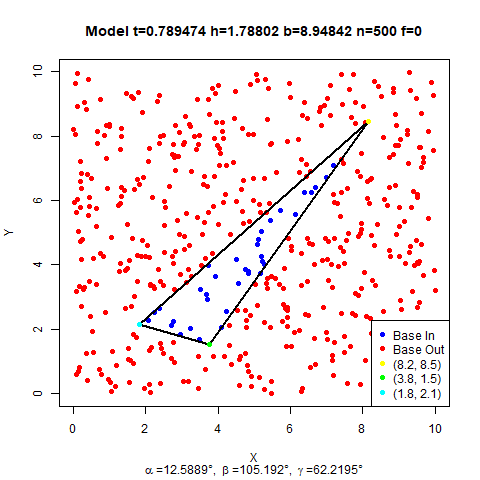 Model t=0.789474 h=1.78802 b=8.94842 n=500 f=0
10
8
6
4
2
0
Y
Base In
Base Out
(8.2, 8.5)
(3.8, 1.5)
(1.8, 2.1)
0 2 4 6 8 10
X
α=12.5889°, β=105.192°, γ=62.2195°